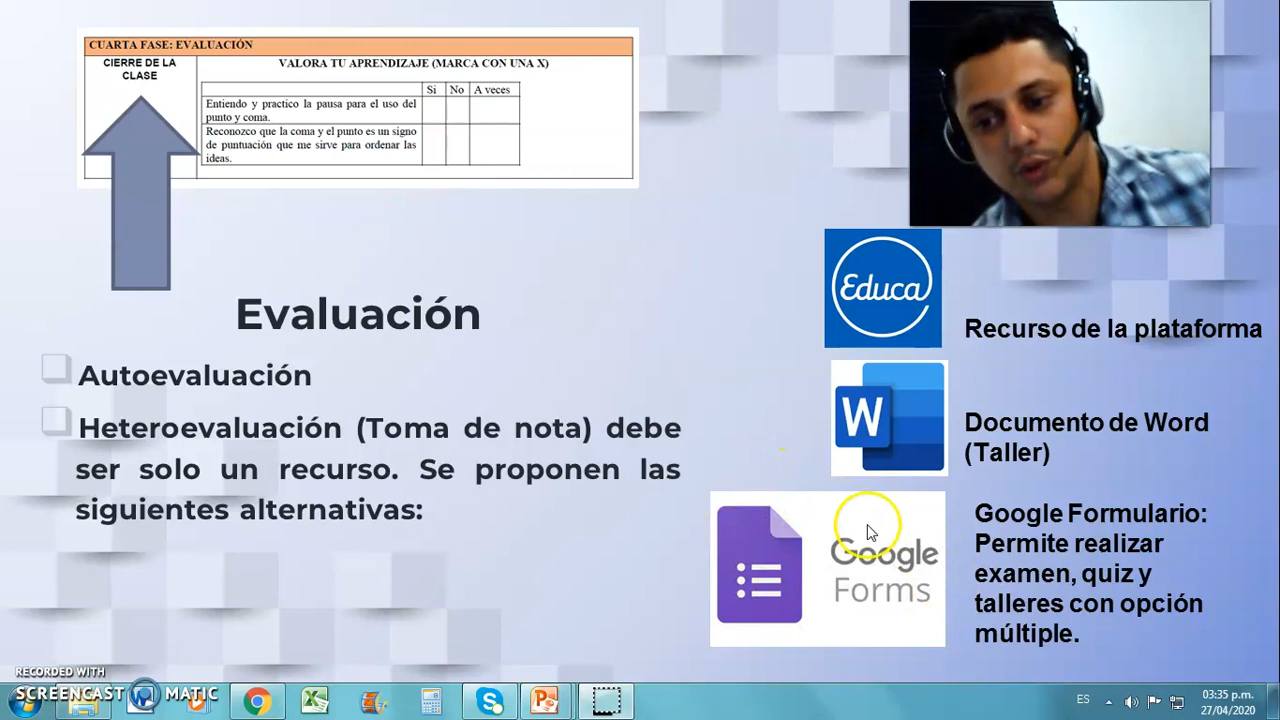 CUARTA FASE: EVALUACIÓN
CIERRE DE LA
CLASE
VALORA TU APRENDIZAJE (MARCA CON UNA X)
Si No A veces
Entiendo y practico la pausa para el uso del
punto y coma.
Reconozco que la coma y el punto es un signo
de puntuación que me sirve para ordenar las
ideas.
Evaluación
Autoevaluación
Heteroevaluación (Toma de nota) debe
ser solo un recurso. Se proponen las
siguientes alternativas:
Educa
Recurso de la plataforma
W
Documento de Word
(Taller)
Google
Forms
Google Formulario:
Permite realizar
examen, quiz y
talleres con opción
múltiple.
RECORDED WITH
SCREENCAST MATIC
ES
03:35 p.m.
27/04/2020